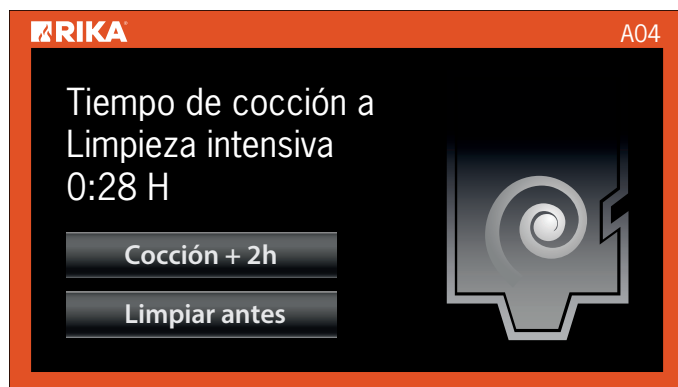 RIKA
A04
Tiempo de cocción a
Limpieza intensiva
0:28 H
Cocción + 2h
Limpiar antes